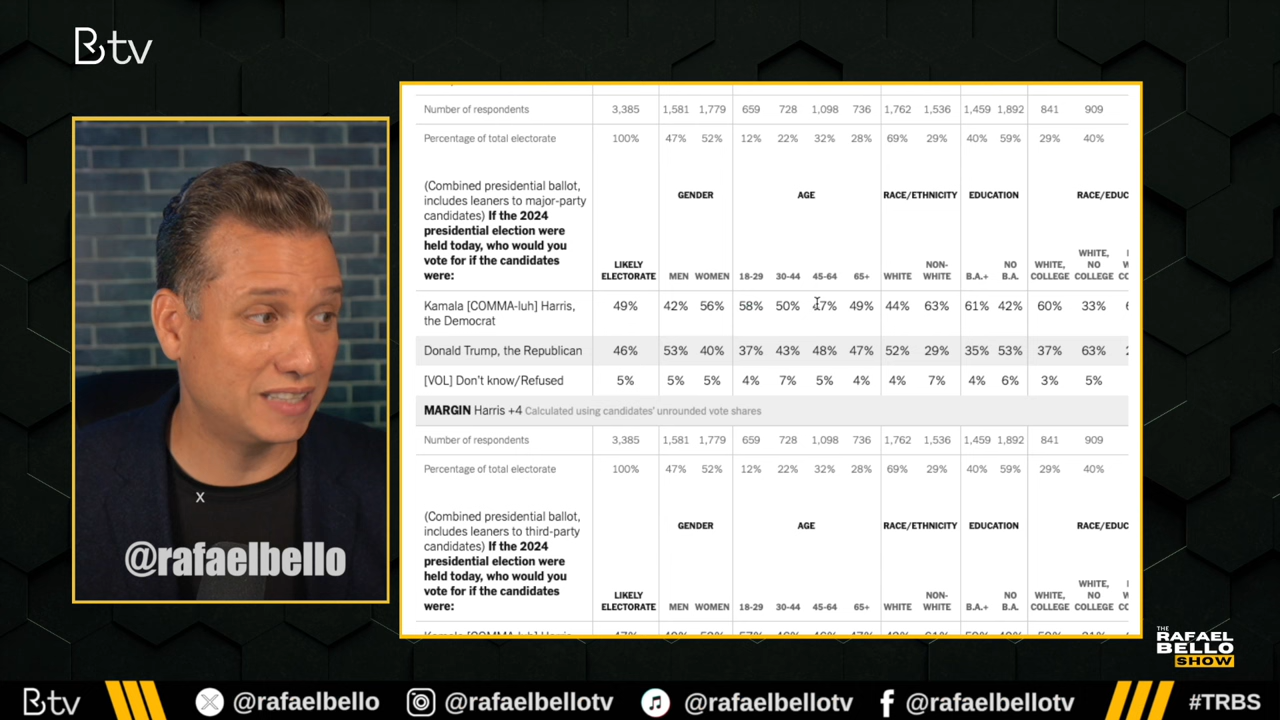 Btv
Number of respondents 3,385 1,581 1,779 659 728 1,098 736 1,762 1,536 1,459 1,892 841 909
Percentage of total electorate 100% 47% 52% 12% 22% 32% 28% 69% 29% 40% 59% 29% 40%
(Combined presidential ballot,
includes leaners to major-party
candidates) If the 2024
presidential election were
held today, who would you
vote for if the candidates
were:
GENDER AGE RACE/ETHNICITY EDUCATION RACE/EDUC
LIKELY ELECTORATE MEN WOMEN 18-29 30-44 45-64 65+ WHITE NON-WHITE B.A.+ NO B.A. WHITE, COLLEGE WHITE, NO COLLEGE
Kamala [COMMA-luh] Harris, 49% 42% 56% 58% 50% 7% 49% 44% 63% 61% 42% 60% 33% 6
the Democrat
Donald Trump, the Republican 46% 53% 40% 37% 43% 48% 47% 52% 29% 35% 53% 37% 63% 2
[VOL] Don't know/Refused 5% 5% 5% 4% 7% 5% 4% 4% 7% 4% 6% 3% 5%
MARGIN Harris +4 Calculated using candidates' unrounded vote shares
Number of respondents 3,385 1,581 1,779 659 728 1,098 736 1,762 1,536 1,459 1,892 841 909
Percentage of total electorate 100% 47% 52% 12% 22% 32% 28% 69% 29% 40% 59% 29% 40%
(Combined presidential ballot,
includes leaners to third-party
candidates) If the 2024
presidential election were
held today, who would you
vote for if the candidates
were:
GENDER AGE RACE/ETHNICITY EDUCATION RACE/EDUC
LIKELY ELECTORATE MEN WOMEN 18-29 30-44 45-64 65+ WHITE NON-WHITE B.A.+ NO B.A. WHITE, COLLEGE WHITE, NO COLLEGE
Kamala [COMMA-luh] Harris,
X
@rafaelbello
THE
RAFAEL
BELLO
SHOW
Btv @rafaelbello @rafaelbellotv @rafaelbellotv @rafaelbellotv #TRBS